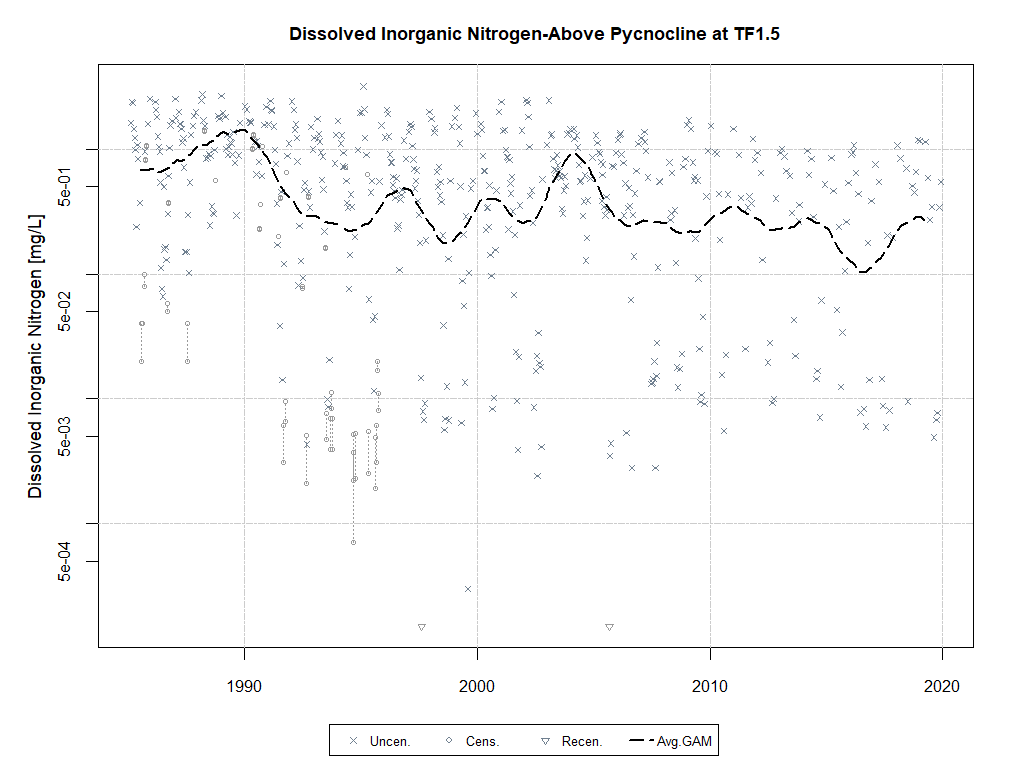 Dissolved Inorganic Nitrogen-Above Pycnocline at TF1.5
Dissolved Inorganic Nitrogen [mg/L]
5e-01
5e-02
5e-03
5e-04
1990 2000 2010 2020
Uncen. Cens. Recen. Avg.GAM